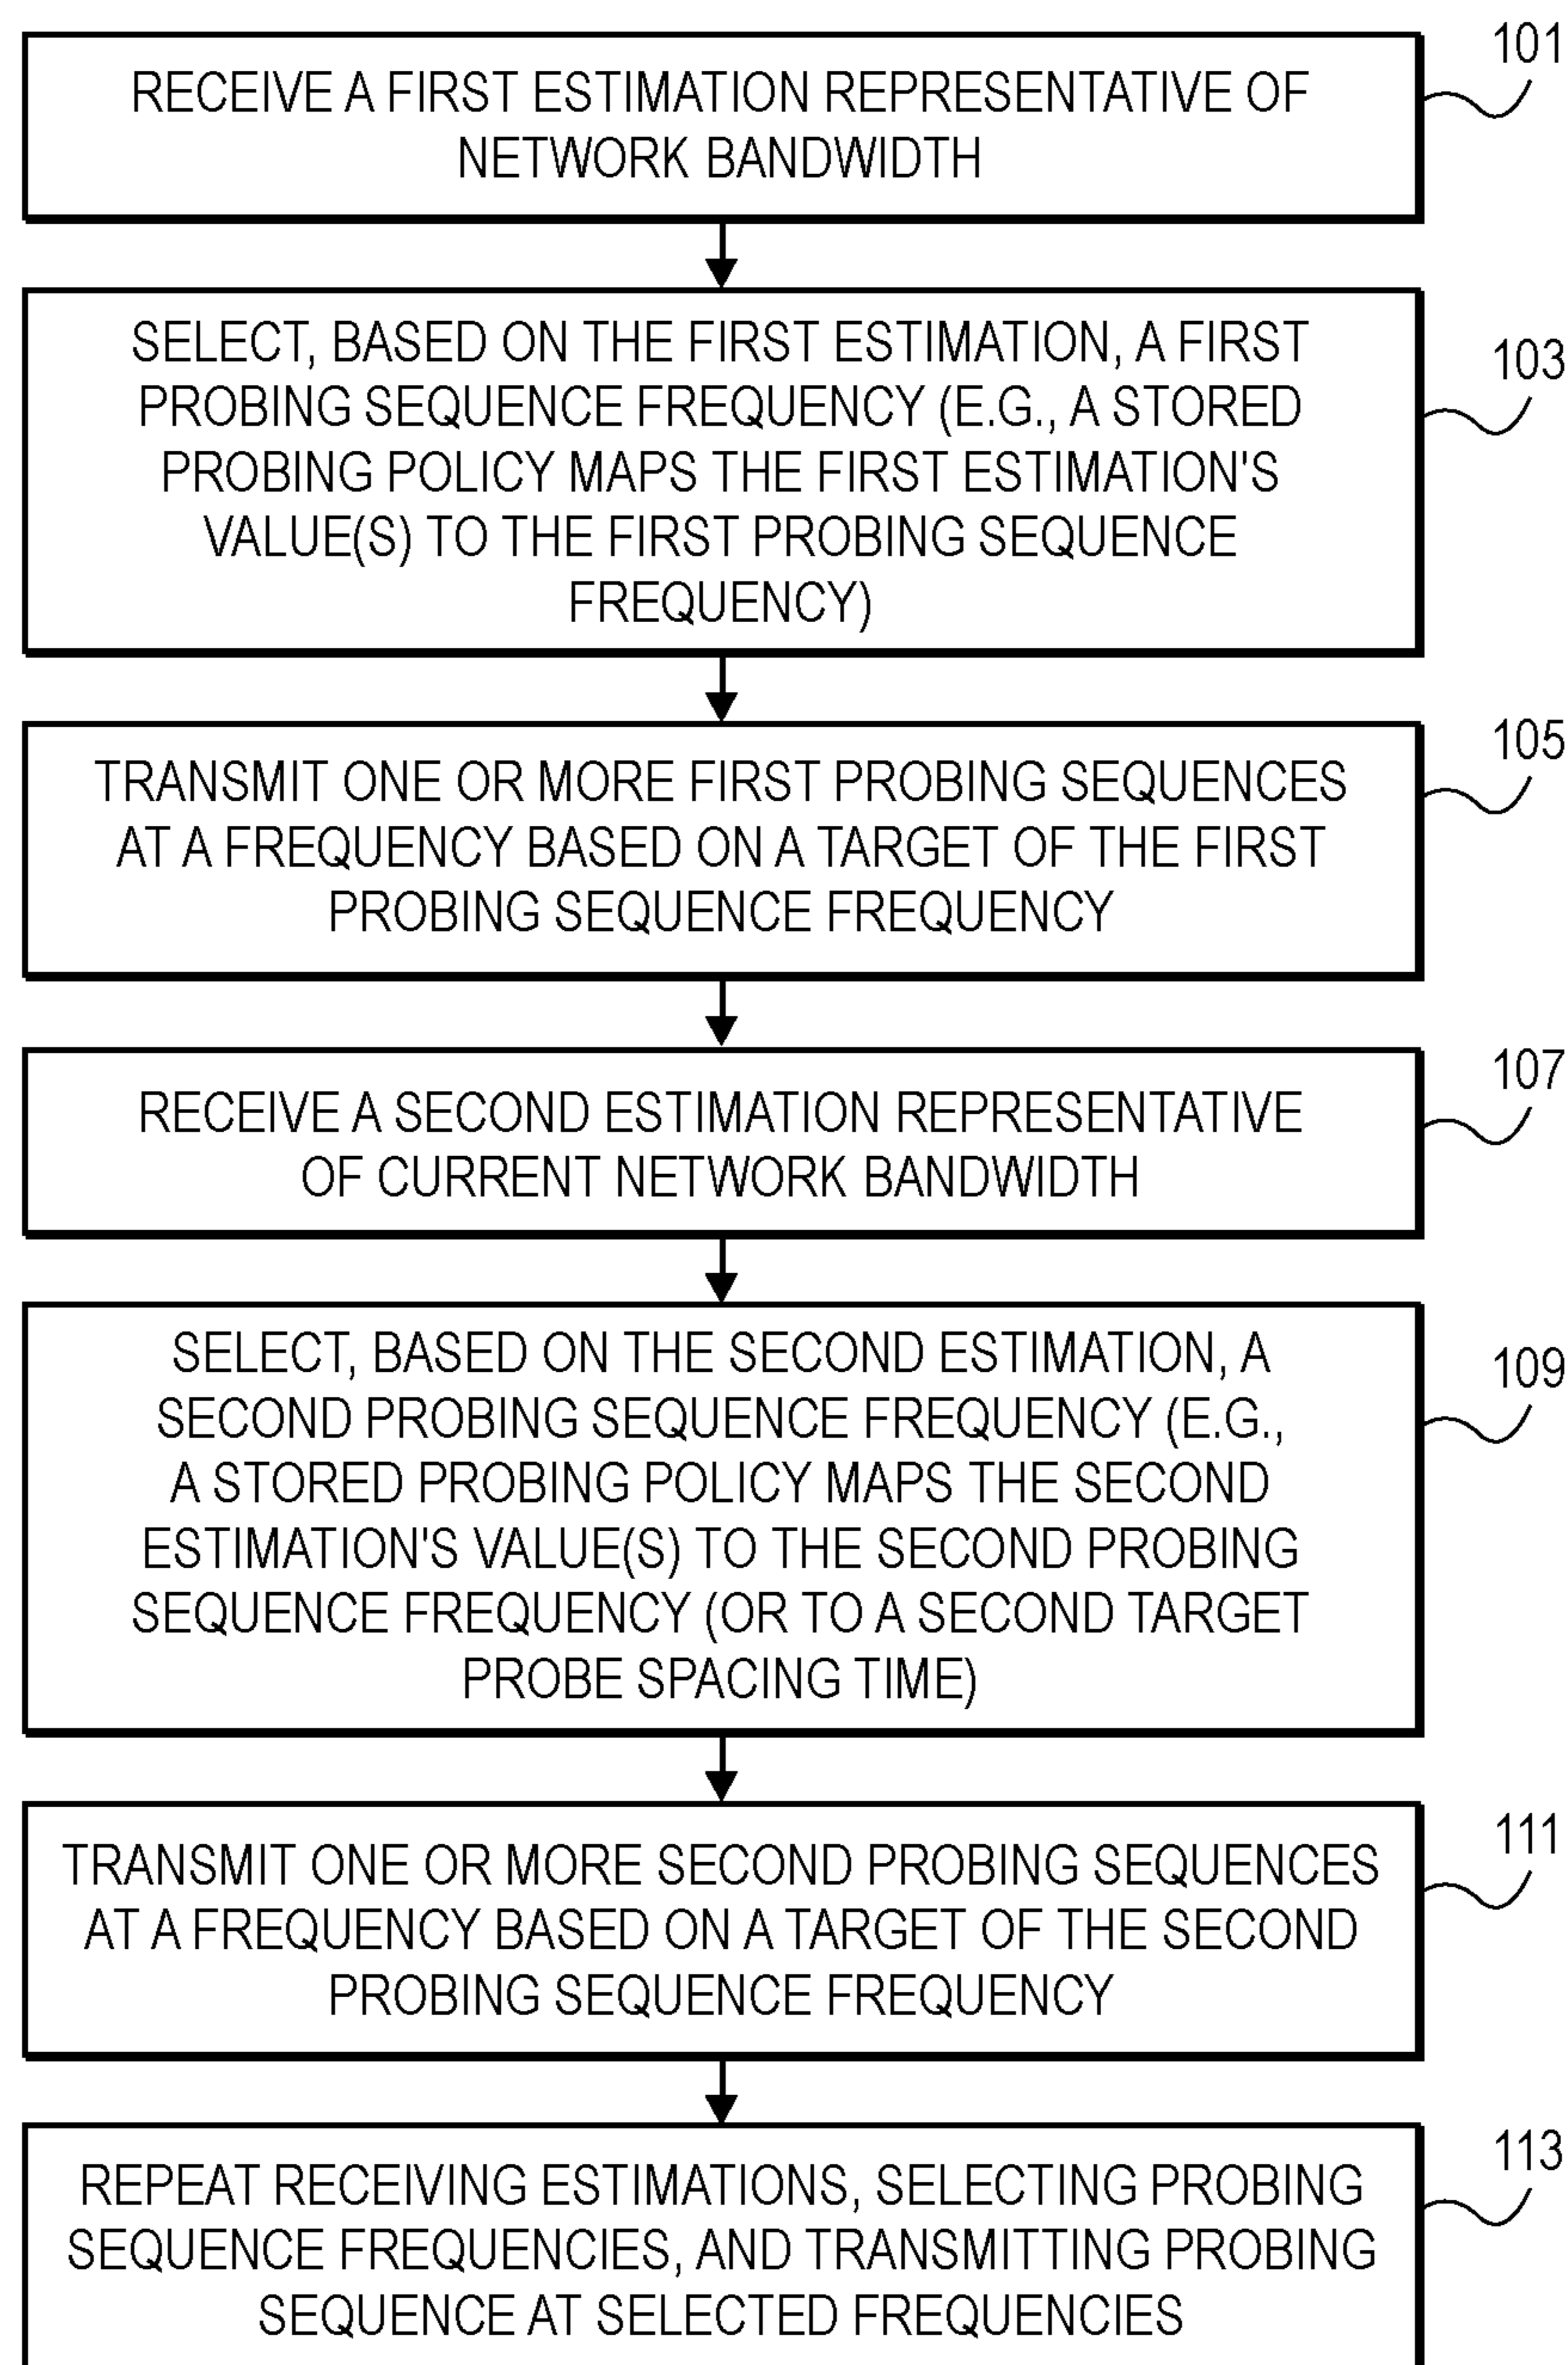 101
RECEIVE A FIRST ESTIMATION REPRESENTATIVE OF
NETWORK BANDWIDTH
103
SELECT, BASED ON THE FIRST ESTIMATION, A FIRST
PROBING SEQUENCE FREQUENCY (E.G., A STORED
PROBING POLICY MAPS THE FIRST ESTIMATION'S
VALUE(S) TO THE FIRST PROBING SEQUENCE
FREQUENCY)
105
TRANSMIT ONE OR MORE FIRST PROBING SEQUENCES
AT A FREQUENCY BASED ON A TARGET OF THE FIRST
PROBING SEQUENCE FREQUENCY
107
RECEIVE A SECOND ESTIMATION REPRESENTATIVE
OF CURRENT NETWORK BANDWIDTH
109
SELECT, BASED ON THE SECOND ESTIMATION, A
SECOND PROBING SEQUENCE FREQUENCY (E.G.,
A STORED PROBING POLICY MAPS THE SECOND
ESTIMATION'S VALUE(S) TO THE SECOND PROBING
SEQUENCE FREQUENCY (OR TO A SECOND TARGET
PROBE SPACING TIME)
111
TRANSMIT ONE OR MORE SECOND PROBING SEQUENCES
AT A FREQUENCY BASED ON A TARGET OF THE SECOND
PROBING SEQUENCE FREQUENCY
113
REPEAT RECEIVING ESTIMATIONS, SELECTING PROBING
SEQUENCE FREQUENCIES, AND TRANSMITTING PROBING
SEQUENCE AT SELECTED FREQUENCIES